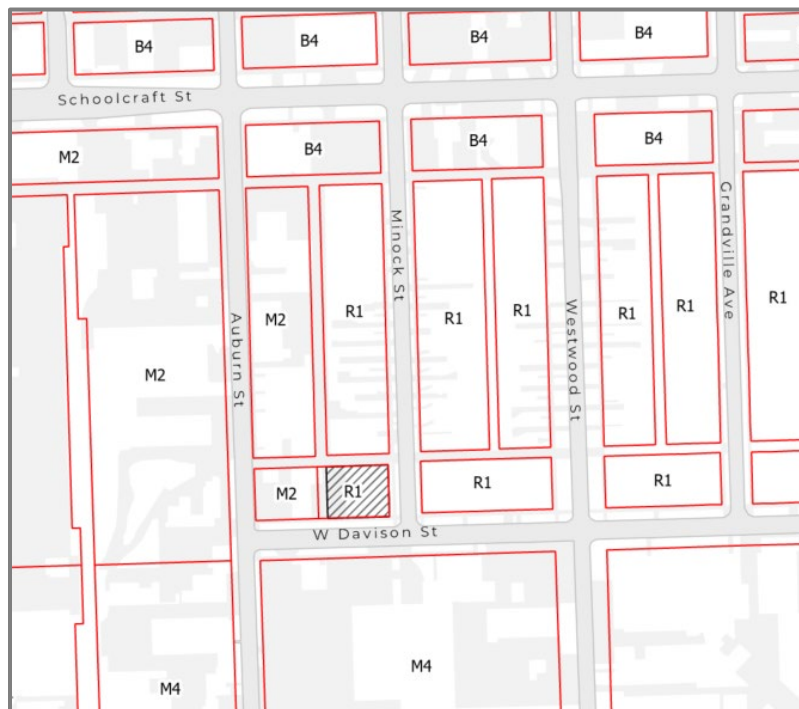 B4
B4
B4
B4
Schoolcraft St
M2
B4
B4
B4
Minock St
Grandville Ave
Auburn St
M2
R1
R1
R1
Westwood St
R1
R1
R1
M2
M2
R1
R1
R1
W Davison St
M4
M4